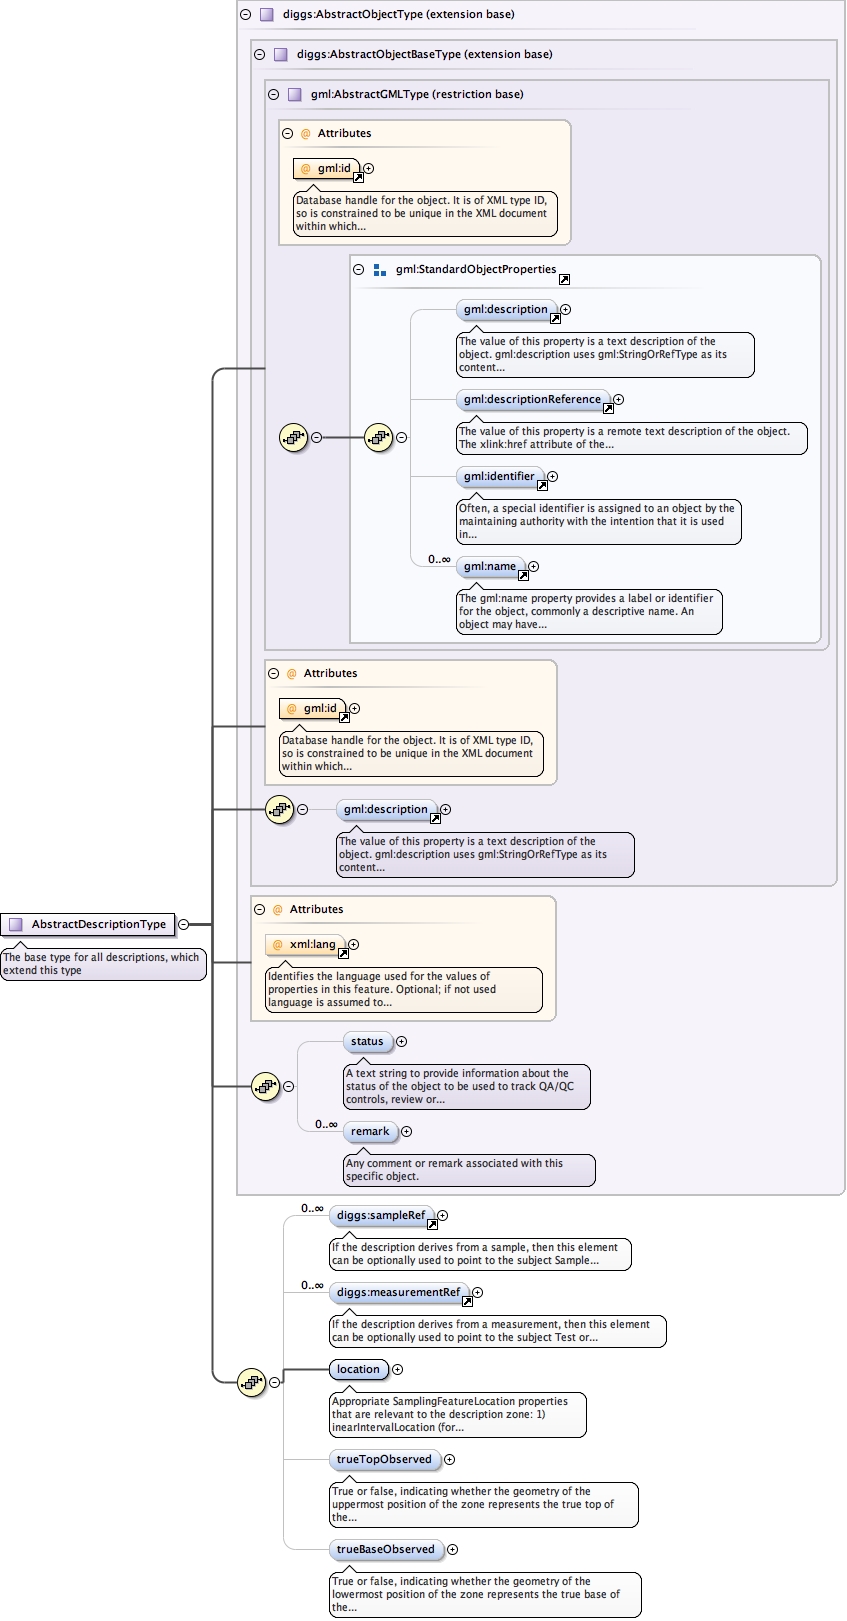 diggs:AbstractObjectType (extension base)
diggs:AbstractObjectBaseType (extension base)
gml:AbstractGMLType (restriction base)
@ Attributes
@ gml:id
Database handle for the object. It is of XML type ID,
so is constrained to be unique in the XML document
within which...
gml:StandardObjectProperties
gml:description
The value of this property is a text description of the
object. gml:description uses gml:StringOrRefType as its
content...
gml:descriptionReference
The value of this property is a remote text description of the object.
The xlink:href attribute of the...
gml:identifier
Often, a special identifier is assigned to an object by the
maintaining authority with the intention that it is used
in...
0..∞
gml:name
The gml:name property provides a label or identifier
for the object, commonly a descriptive name. An
object may have...
@ Attributes
@ gml:id
Database handle for the object. It is of XML type ID,
so is constrained to be unique in the XML document
within which...
gml:description
The value of this property is a text description of the
object. gml:description uses gml:StringOrRefType as its
content...
AbstractDescriptionType
The base type for all descriptions, which
extend this type
@ Attributes
@ xml:lang
Identifies the language used for the values of
properties in this feature. Optional; if not used
language is assumed to...
status
A text string to provide information about the
status of the object to be used to track QA/QC
controls, review or...
0..∞
remark
Any comment or remark associated with this
specific object.
0..∞
diggs:sampleRef
If the description derives from a sample, then this element
can be optionally used to point to the subject Sample...
0..∞
diggs:measurementRef
If the description derives from a measurement, then this element
can be optionally used to point to the subject Test or...
location
Appropriate SamplingFeatureLocation properties
that are relevant to the description zone: 1)
inearIntervalLocation (for...
trueTopObserved
True or false, indicating whether the geometry of the
uppermost position of the zone represents the true top of
the...
trueBaseObserved
True or false, indicating whether the geometry of the
lowermost position of the zone represents the true base of
the...